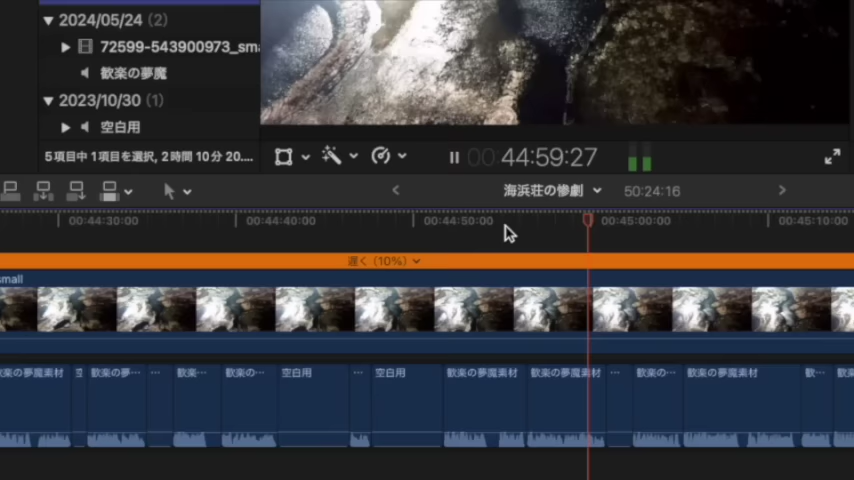 2024/05/24 (2)
72599-543900973_sma
歓楽の夢魔
2023/10/30 (1)
空白用
5項目中1項目を選択, 2時間10分20....
00:44:59:27
海浜荘の惨劇
50:24:16
00:44:30:00
00:44:40:00
00:44:50:00
00:45:00:00
00:45:10:00
遅く (10%)
small
歓楽の夢魔素材
空
歓楽の夢…
…
歓楽…
歓楽の…
空白用
…
空白用
歓楽の夢魔素材
歓楽の夢魔素材
…
歓楽の…
歓楽の夢魔素材
歓…
歓楽